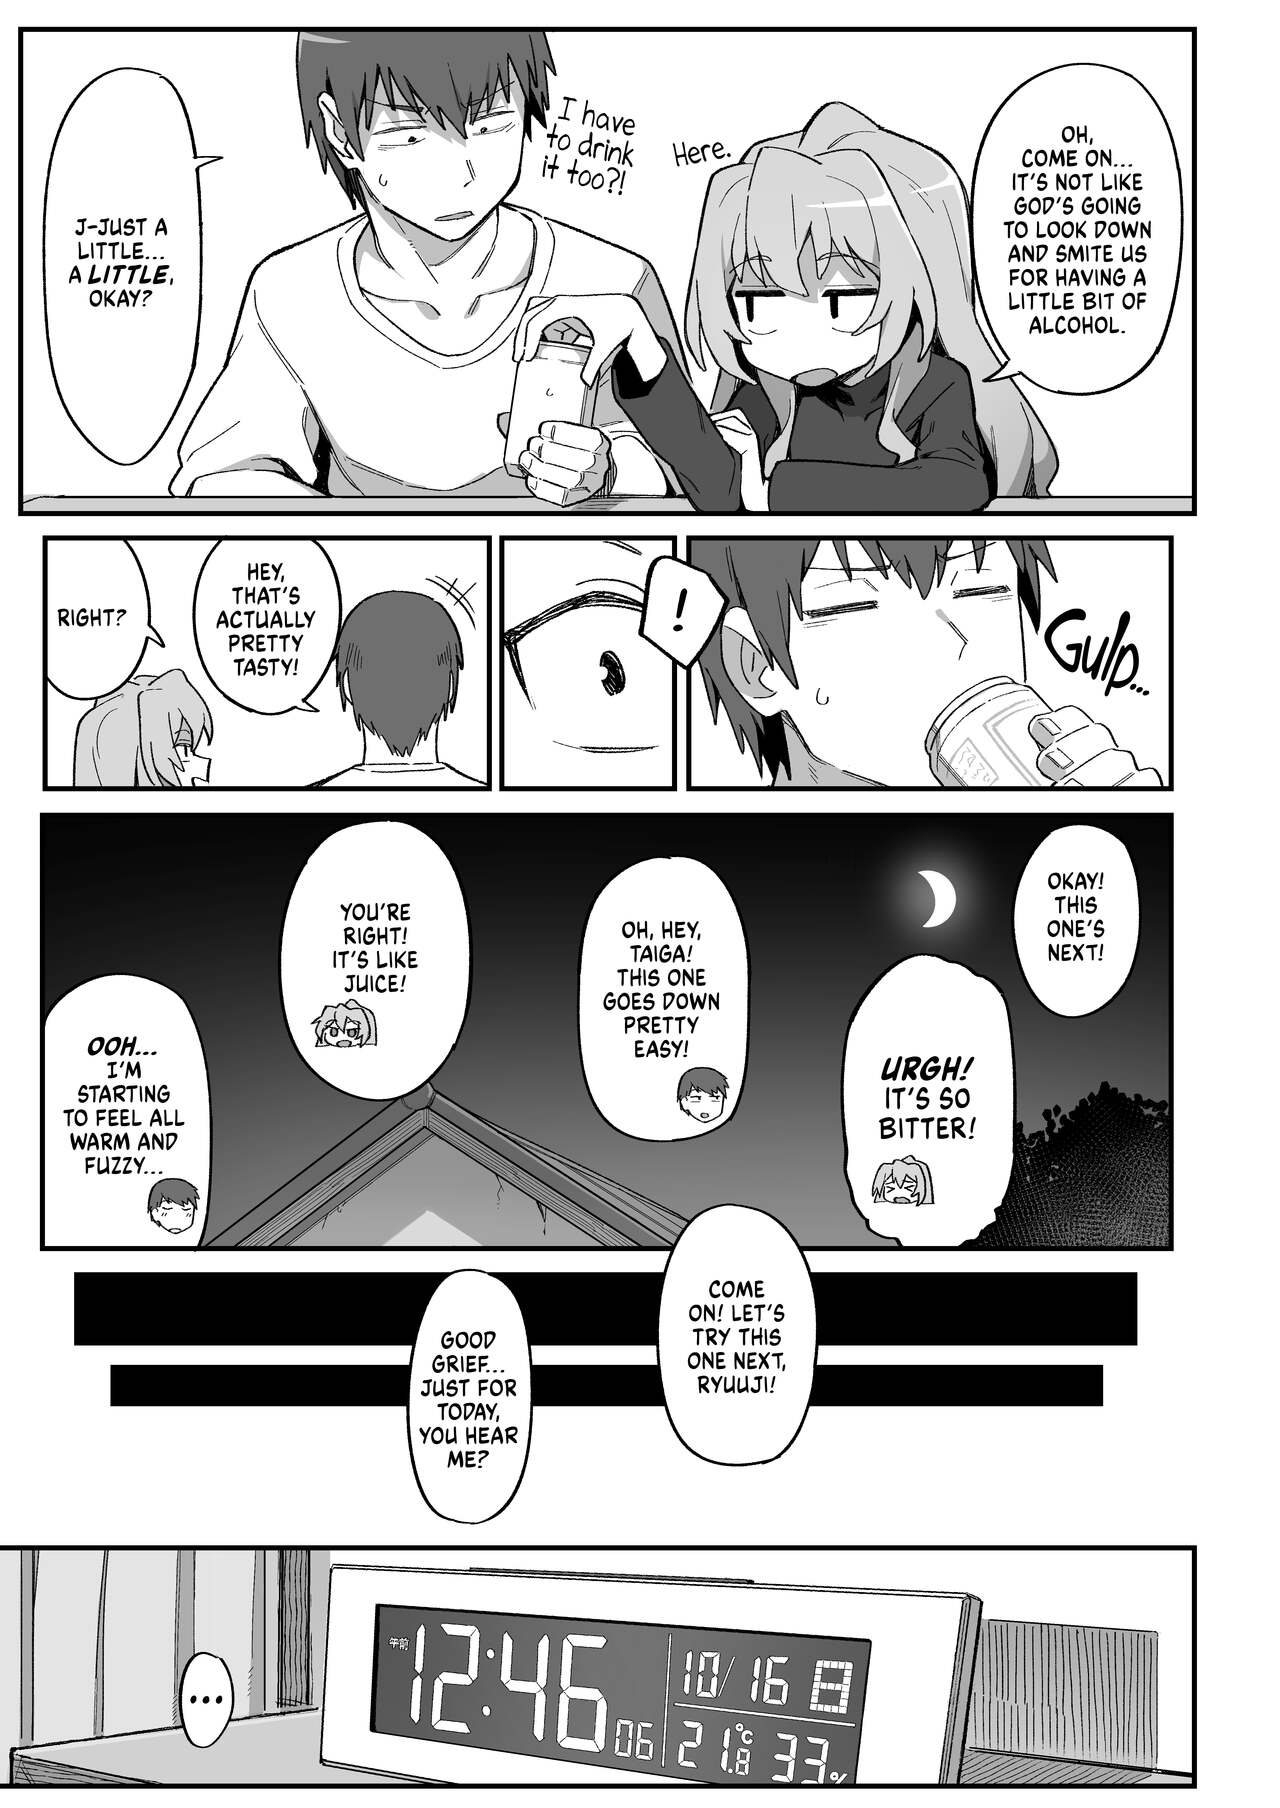 OH,
COME ON...
IT'S NOT LIKE
GOD'S GOING
TO LOOK DOWN
AND SMITE US
FOR HAVING A
LITTLE BIT OF
ALCOHOL.
Here.
I have
to drink
it too?!
J-JUST A
LITTLE...
A LITTLE,
OKAY?
Gulp...
!
HEY,
THAT'S
ACTUALLY
PRETTY
TASTY!
RIGHT?
OKAY!
THIS
ONE'S
NEXT!
URGH!
IT'S SO
BITTER!
OH, HEY,
TAIGA!
THIS ONE
GOES DOWN
PRETTY
EASY!
YOU'RE
RIGHT!
IT'S LIKE
JUICE!
OOH...
I'M
STARTING
TO FEEL ALL
WARM AND
FUZZY...
COME
ON! LET'S
TRY THIS
ONE NEXT,
RYUUJI!
GOOD
GRIEF...
JUST FOR
TODAY,
YOU HEAR
ME?
...
午前 12:46 06
10/16 日
21.8 ℃ 33%